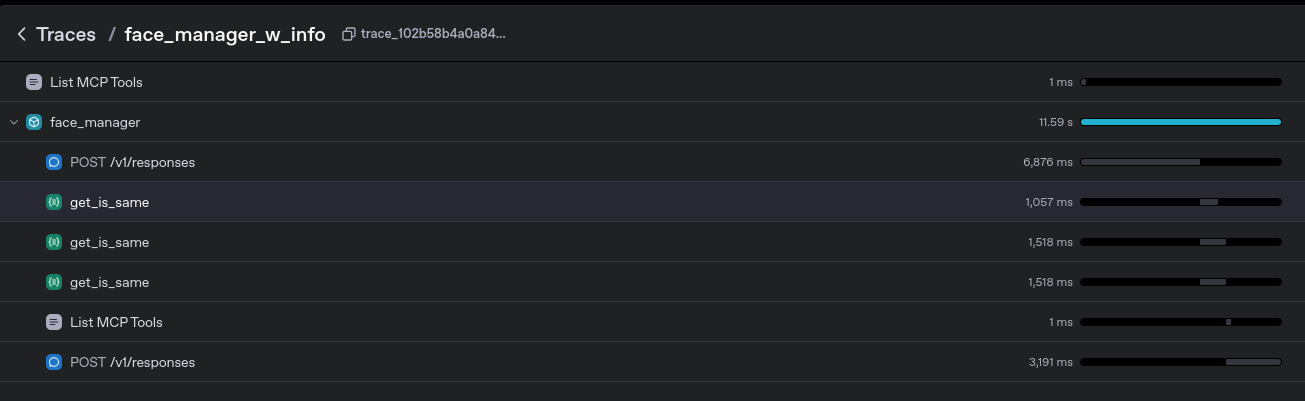 Traces / face_manager_w_info trace_102b58b4a0a84...
List MCP Tools 1 ms
face_manager 11.59 s
POST /v1/responses 6,876 ms
get_is_same 1,057 ms
get_is_same 1,518 ms
get_is_same 1,518 ms
List MCP Tools 1 ms
POST /v1/responses 3,191 ms